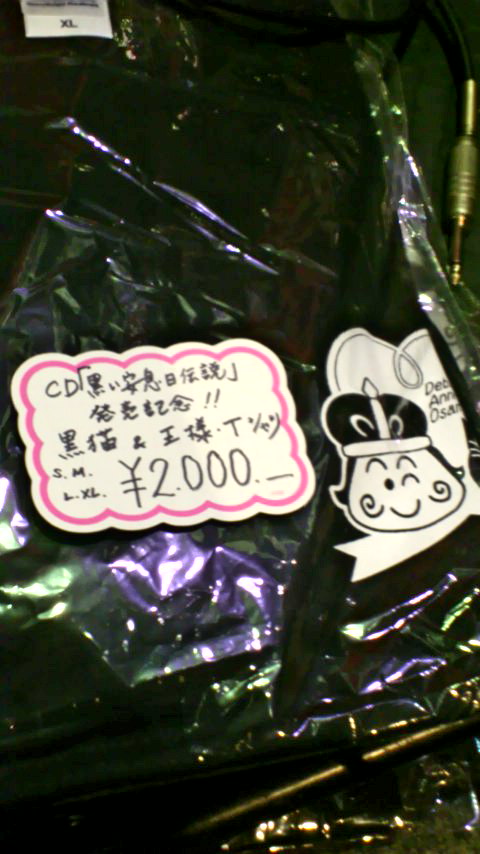 XL
CD「黒い安息日伝説」
発売記念!!
黒猫&王様・Tシャツ
S.M.
L.XL.
¥2.000.—